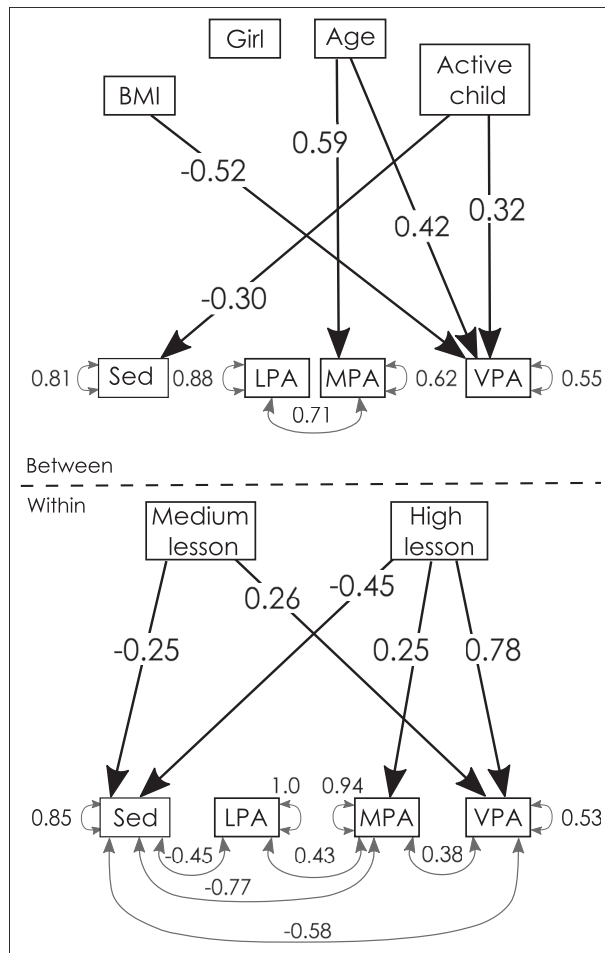 Girl
Age
Active
child
BMI
0.59
-0.52
0.42
0.32
-0.30
0.81
Sed
0.88
LPA
MPA
0.62
VPA
0.55
0.71
Between
Within
Medium
lesson
High
lesson
-0.45
0.26
-0.25
0.25
0.78
1.0
0.94
0.85
Sed
LPA
MPA
VPA
0.53
-0.45
0.43
0.38
-0.77
-0.58